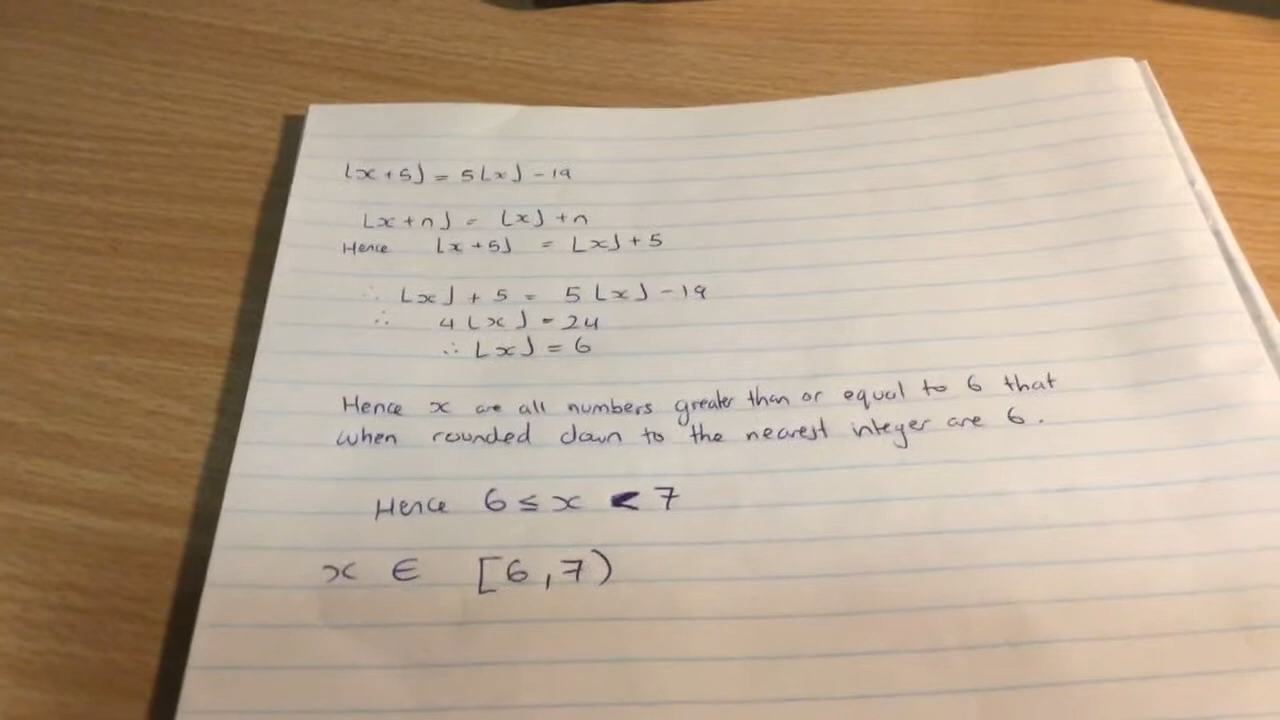 ⌊x + 5⌋ = 5⌊x⌋ - 19
⌊x + n⌋ = ⌊x⌋ + n
Hence ⌊x + 5⌋ = ⌊x⌋ + 5
∴ ⌊x⌋ + 5 = 5⌊x⌋ - 19
∴ 4⌊x⌋ = 24
∴ ⌊x⌋ = 6
Hence x are all numbers greater than or equal to 6 that
when rounded down to the nearest integer are 6.
Hence 6 ≤ x < 7
x ∈ [6,7)